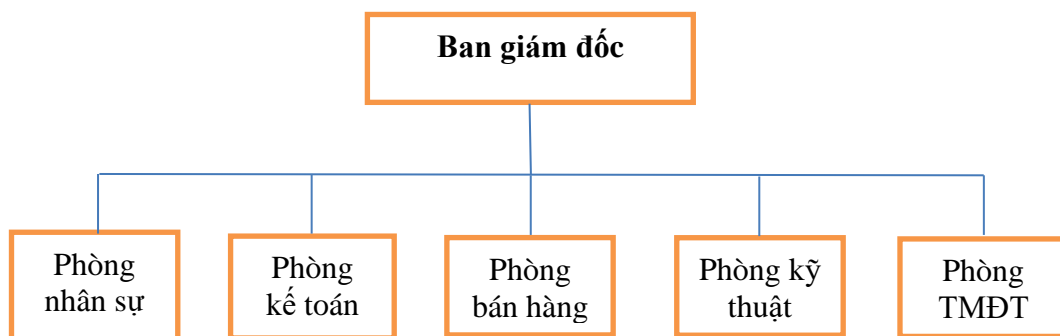 Ban giám đốc
Phòng
nhân sự
Phòng
kế toán
Phòng
bán hàng
Phòng kỹ
thuật
Phòng
TMĐT